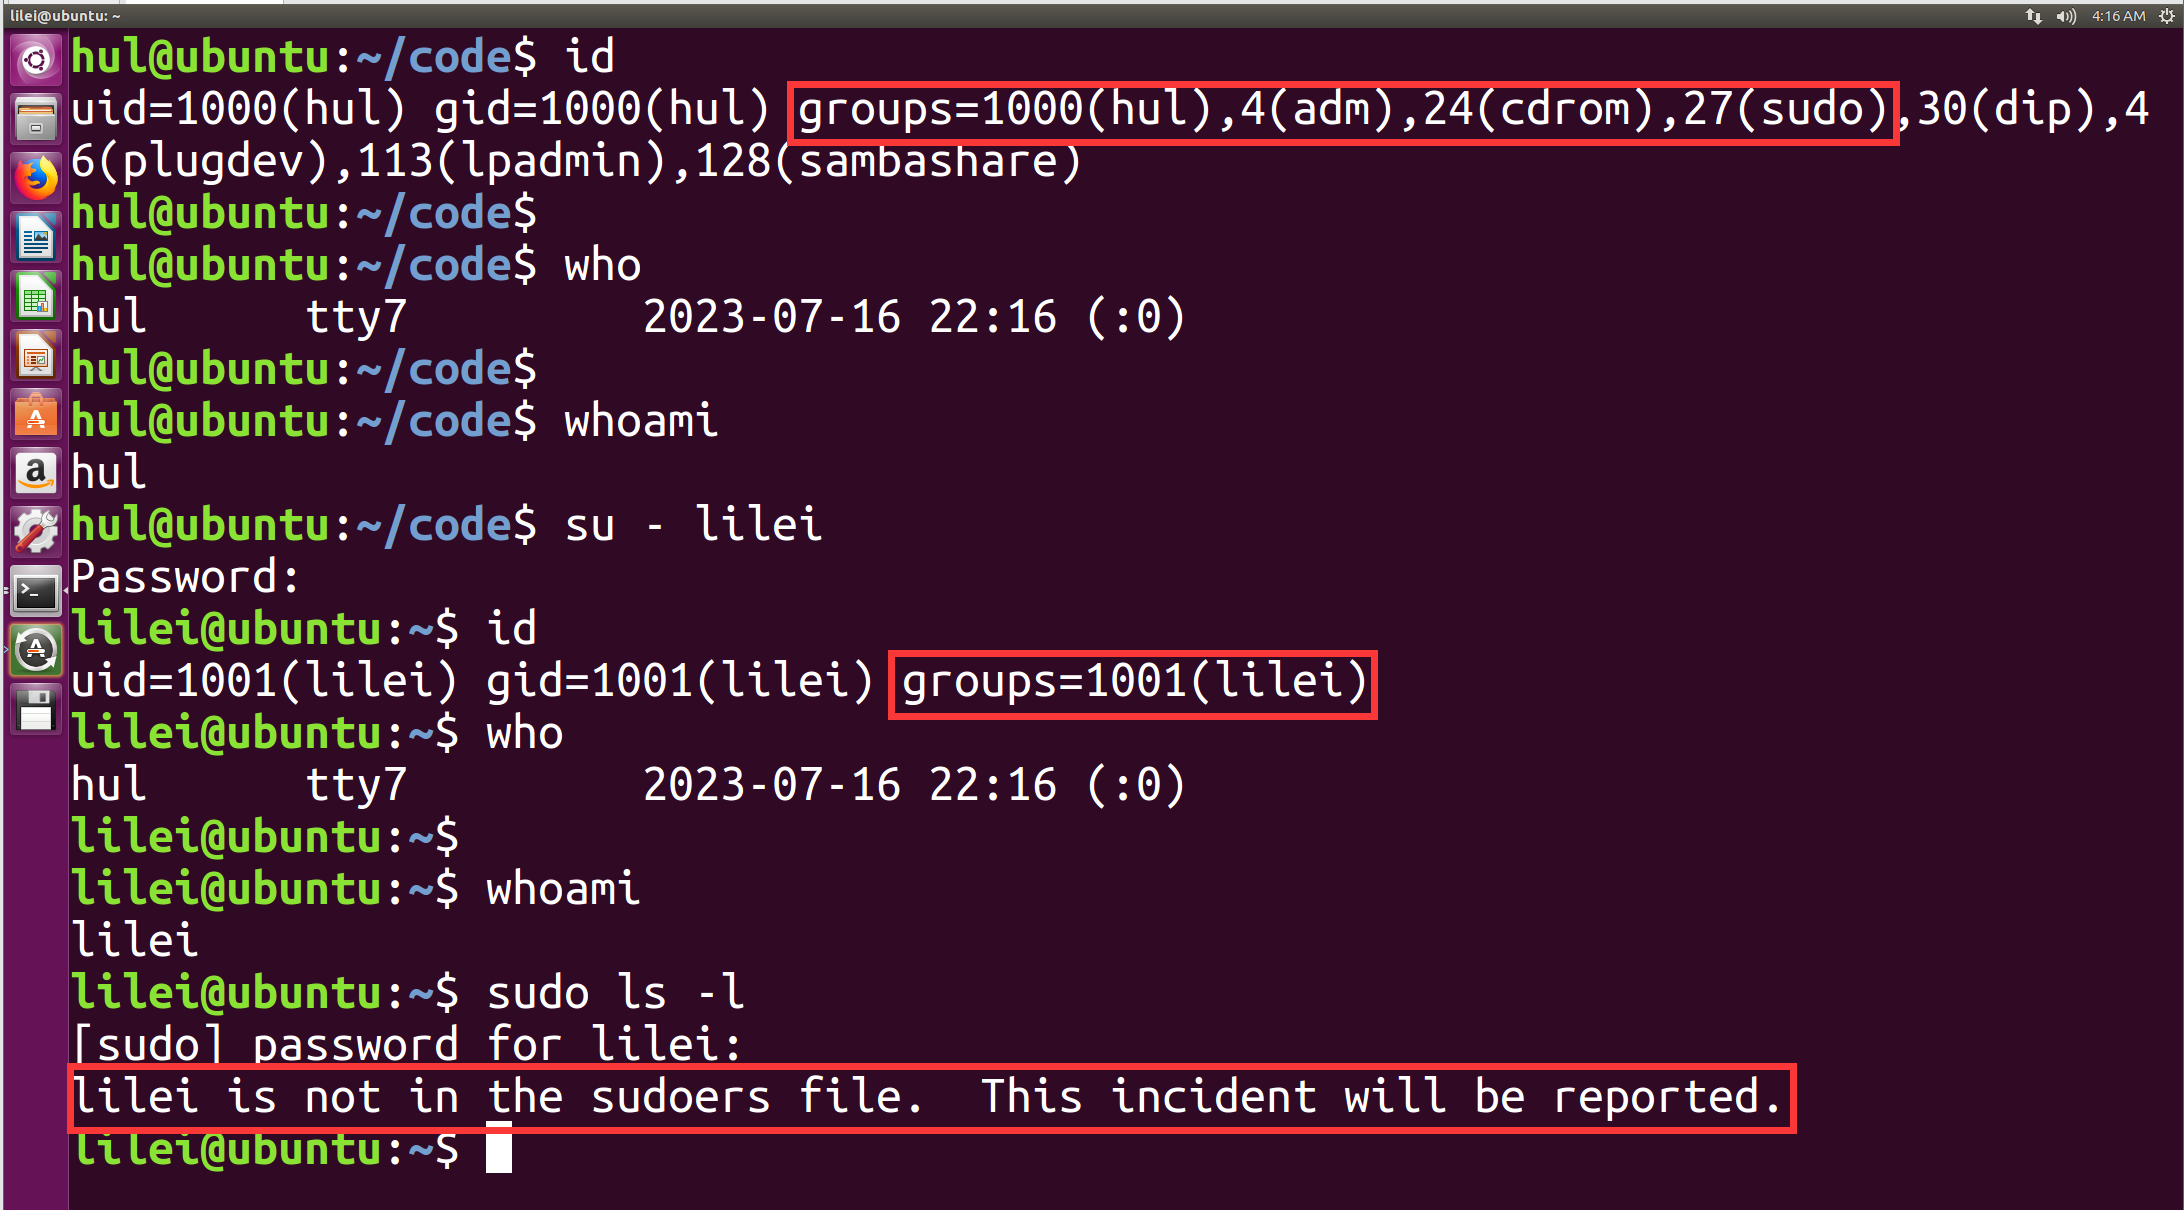 lilei@ubuntu: ~
4:16 AM
hul@ubuntu:~/code$ id
uid=1000(hul) gid=1000(hul) groups=1000(hul),4(adm),24(cdrom),27(sudo),30(dip),4
6(plugdev),113(lpadmin),128(sambashare)
hul@ubuntu:~/code$
hul@ubuntu:~/code$ who
hul      tty7         2023-07-16 22:16 (:0)
hul@ubuntu:~/code$
hul@ubuntu:~/code$ whoami
hul
hul@ubuntu:~/code$ su - lilei
Password:
lilei@ubuntu:~$ id
uid=1001(lilei) gid=1001(lilei) groups=1001(lilei)
lilei@ubuntu:~$ who
hul      tty7         2023-07-16 22:16 (:0)
lilei@ubuntu:~$
lilei@ubuntu:~$ whoami
lilei
lilei@ubuntu:~$ sudo ls -l
[sudo] password for lilei:
lilei is not in the sudoers file.  This incident will be reported.
lilei@ubuntu:~$